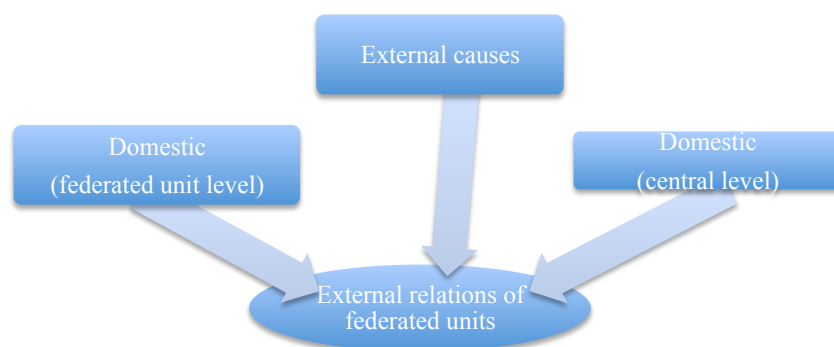 External causes
Domestic
(federated unit level)
Domestic
(central level)
External relations of
federated units